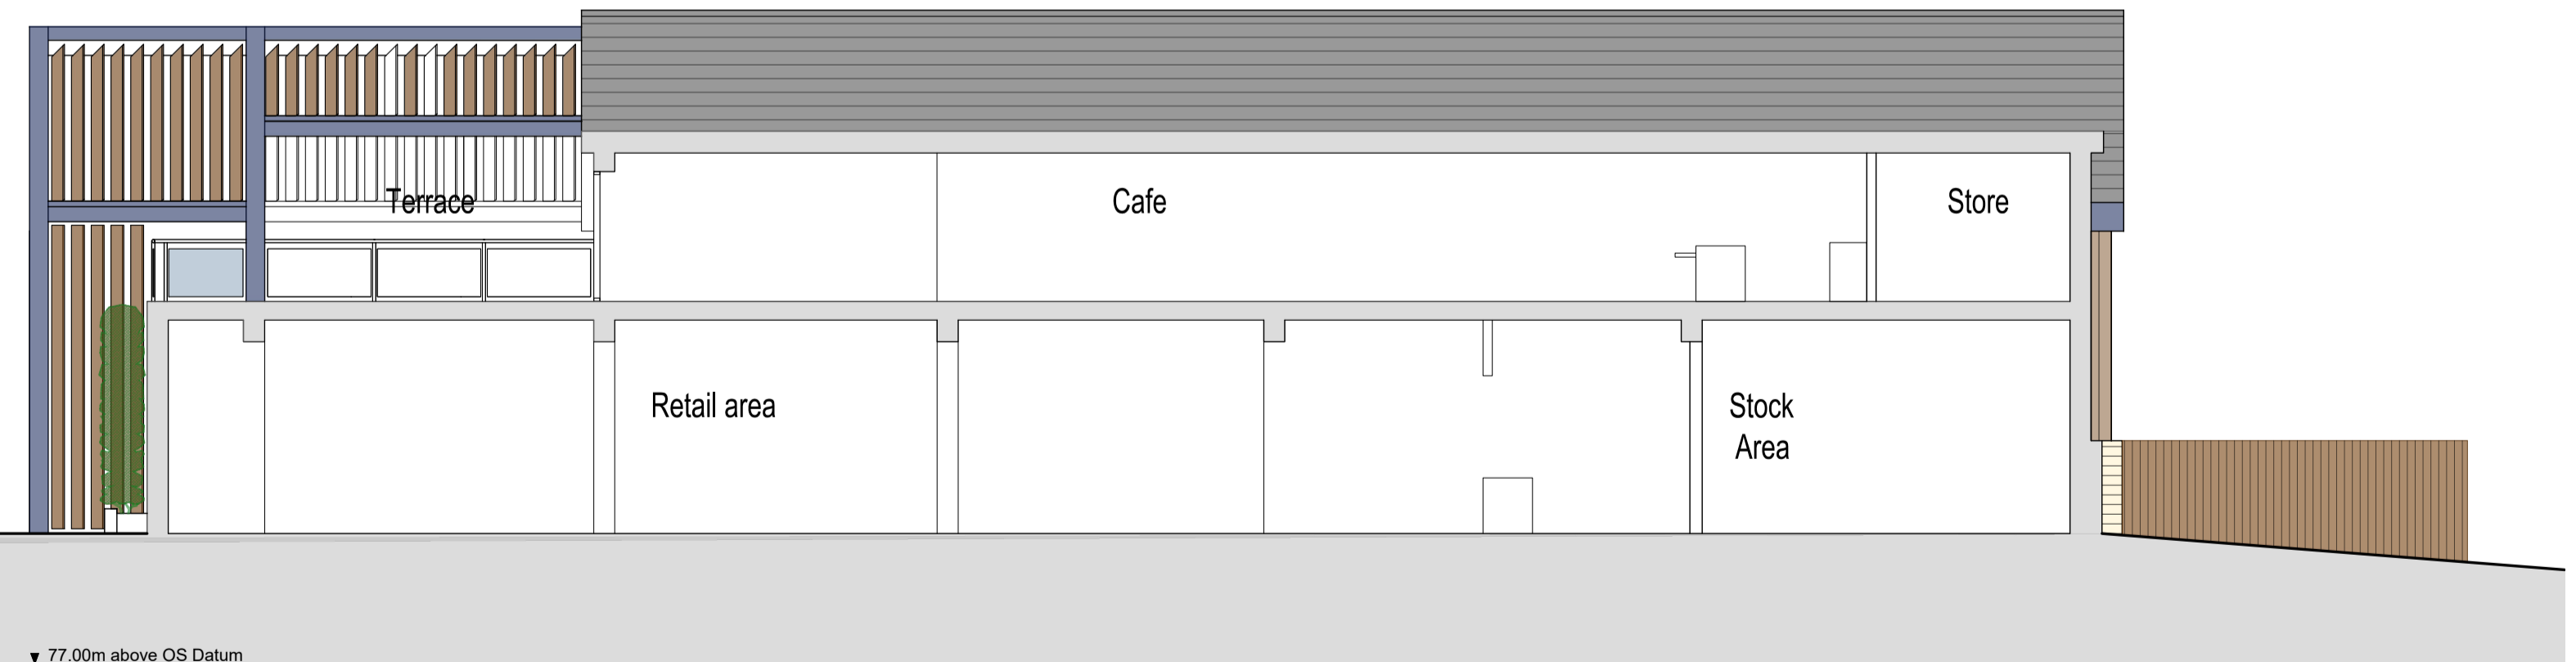 Terrace
Cafe
Store
Retail area
Stock
Area
77.00m above OS Datum